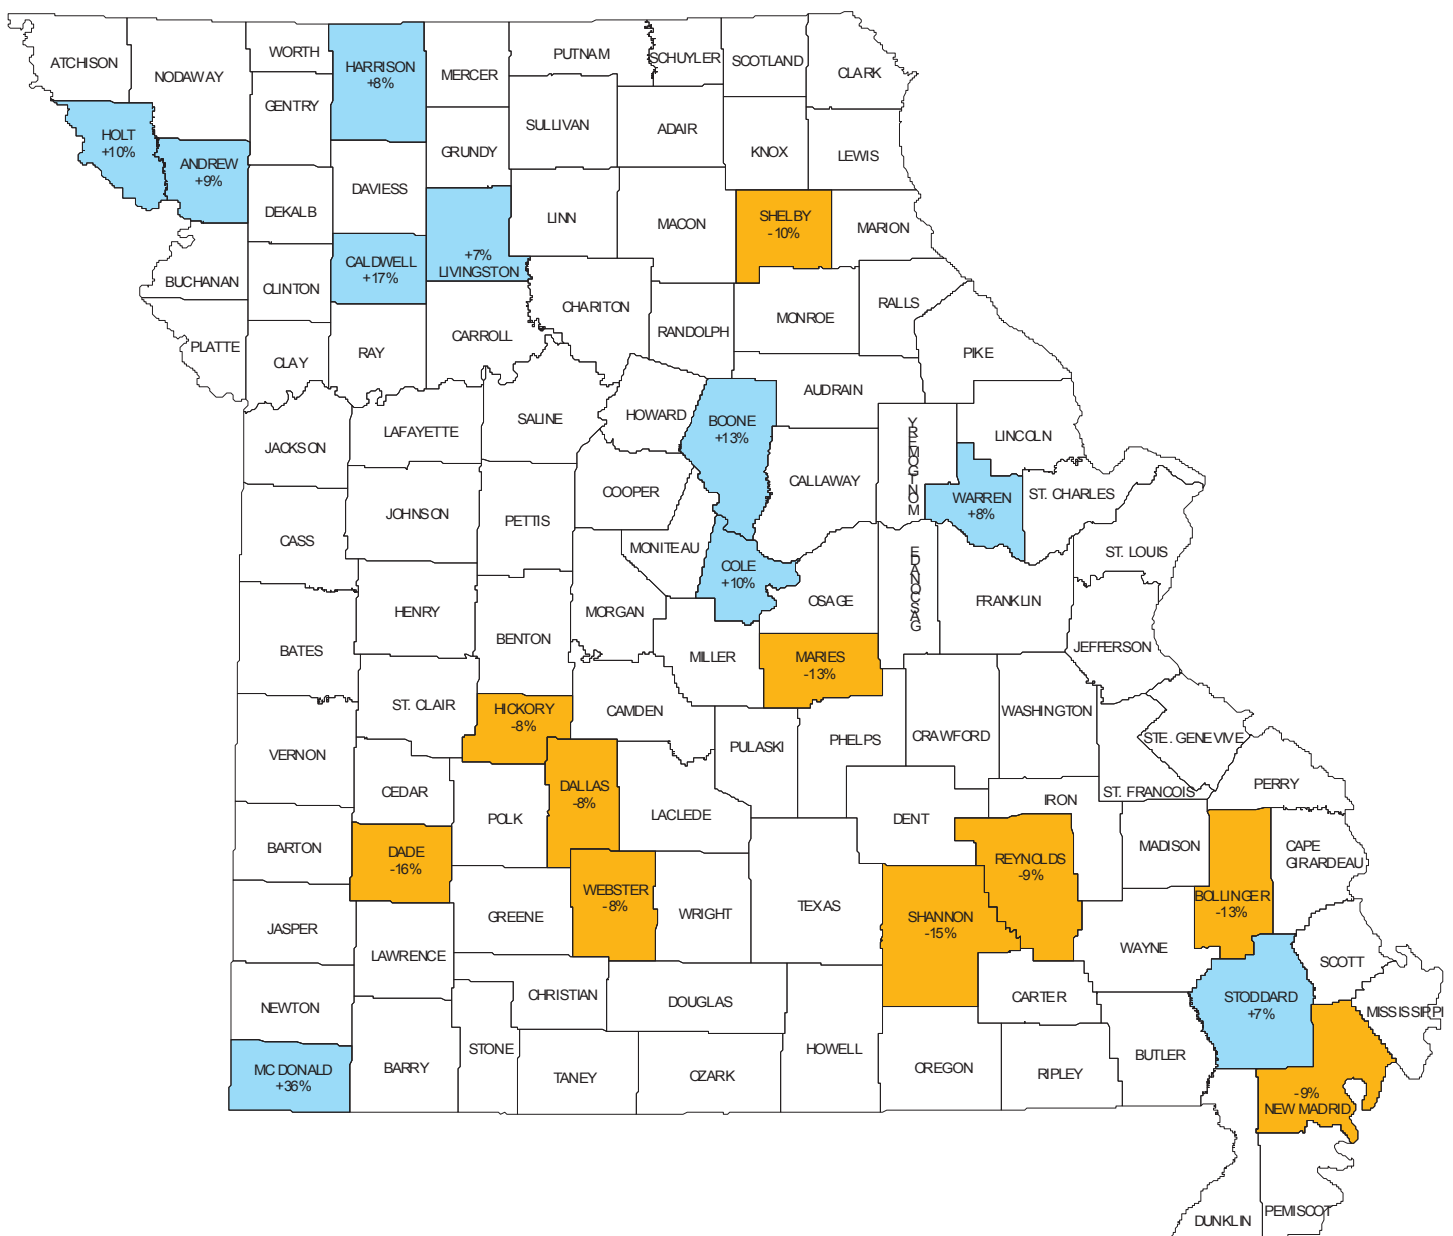 ATCHISON
NODAWAY
WORTH
HARRISON
+8%
MERCER
PUTNAM
SCHUYLER
SCOTLAND
CLARK
GENTRY
HOLT
+10%
ANDREW
+9%
GRUNDY
SULLIVAN
ADAIR
KNOX
LEWIS
DEKALB
DAVIESS
+7%
LIVINGSTON
LINN
MACON
SHELBY
-10%
MARION
BUCHANAN
CLINTON
CALDWELL
+17%
CHARITON
RANDOLPH
MONROE
RALLS
PLATTE
CLAY
RAY
CARROLL
PIKE
AUDRAIN
HOWARD
BOONE
+13%
SALINE
LAFAYETTE
JACKSON
MONTGOMERY
LINCOLN
CALLAWAY
WARREN
+8%
ST. CHARLES
COOPER
PETTIS
JOHNSON
CASS
MONITEAU
COLE
+10%
OSAGE
GASCONADE
FRANKLIN
ST. LOUIS
HENRY
MORGAN
BENTON
BATES
MILLER
MARIES
-13%
JEFFERSON
ST. CLAIR
HICKORY
-8%
CAMDEN
WASHINGTON
VERNON
PULASKI
PHELPS
CRAWFORD
STE. GENEVIVE
CEDAR
DALLAS
-8%
ST. FRANCOIS
PERRY
IRON
POLK
LACLEDE
DENT
BARTON
DADE
-16%
REYNOLDS
-9%
MADISON
CAPE
GIRARDEAU
WEBSTER
-8%
BOLLINGER
-13%
GREENE
WRIGHT
TEXAS
SHANNON
-15%
JASPER
LAWRENCE
WAYNE
SCOTT
NEWTON
CHRISTIAN
DOUGLAS
CARTER
STODDARD
+7%
MISSISSIPPI
MC DONALD
+36%
BARRY
STONE
TANEY
OZARK
HOWELL
OREGON
RIPLEY
BUTLER
-9%
NEW MADRID
DUNKLIN
PEMISCOT